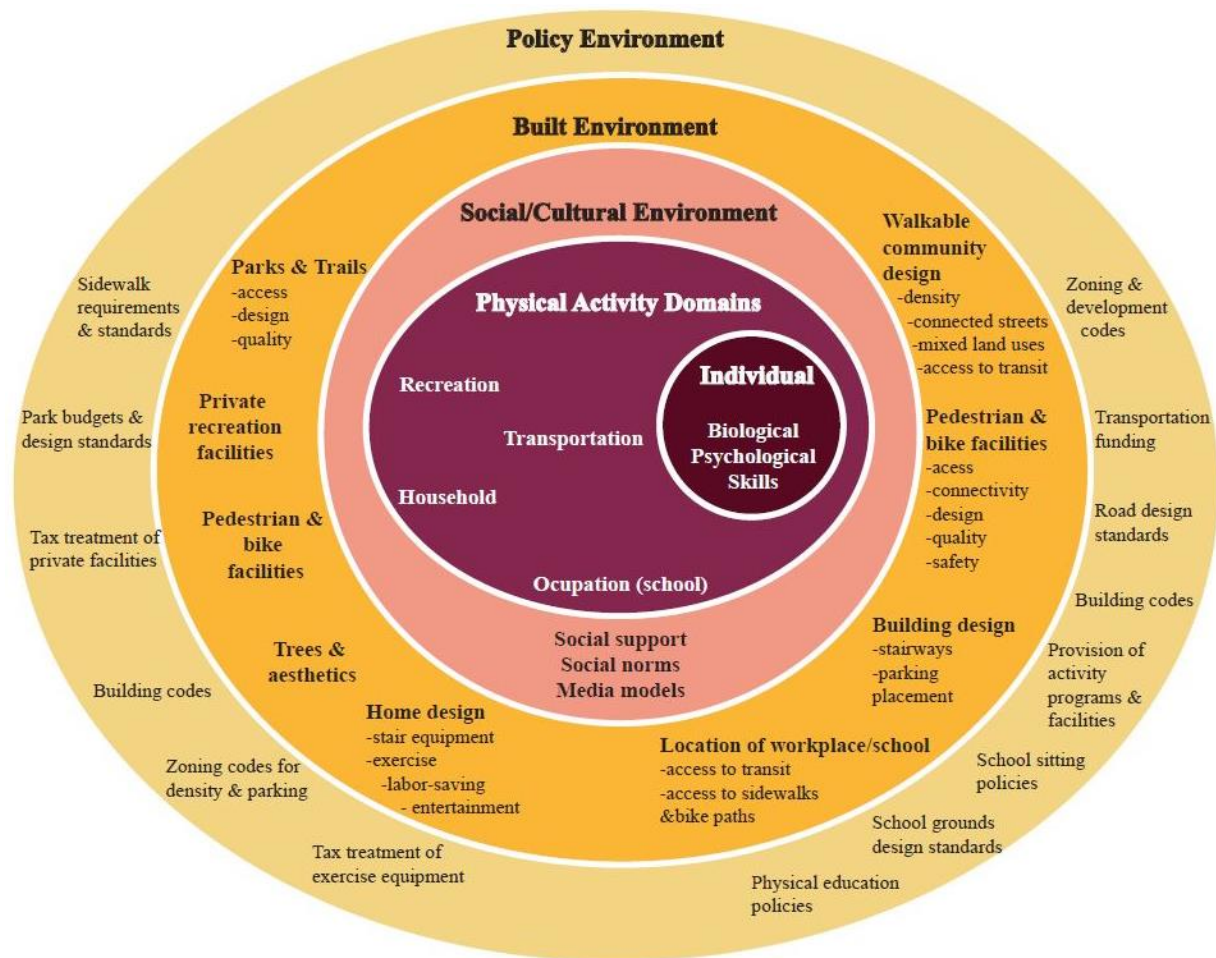 Policy Environment
Built Environment
Social/Cultural Environment
Physical Activity Domains
Individual
Biological
Psychological
Skills
Recreation
Transportation
Household
Ocupation (school)
Social support
Social norms
Media models
Parks & Trails
-access
-design
-quality
Private
recreation
facilities
Pedestrian &
bike
facilities
Trees &
aesthetics
Home design
-stair equipment
-exercise
-labor-saving
- entertainment
Location of workplace/school
-access to transit
-access to sidewalks
&bike paths
Building design
-stairways
-parking
placement
Pedestrian &
bike facilities
-acess
-connectivity
-design
-quality
-safety
Walkable
community
design
-density
-connected streets
-mixed land uses
-access to transit
Sidewalk
requirements
& standards
Park budgets &
design standards
Tax treatment of
private facilities
Building codes
Zoning codes for
density & parking
Tax treatment of
exercise equipment
Physical education
policies
School grounds
design standards
School sitting
policies
Provision of
activity
programs &
facilities
Building codes
Road design
standards
Transportation
funding
Zoning &
development
codes